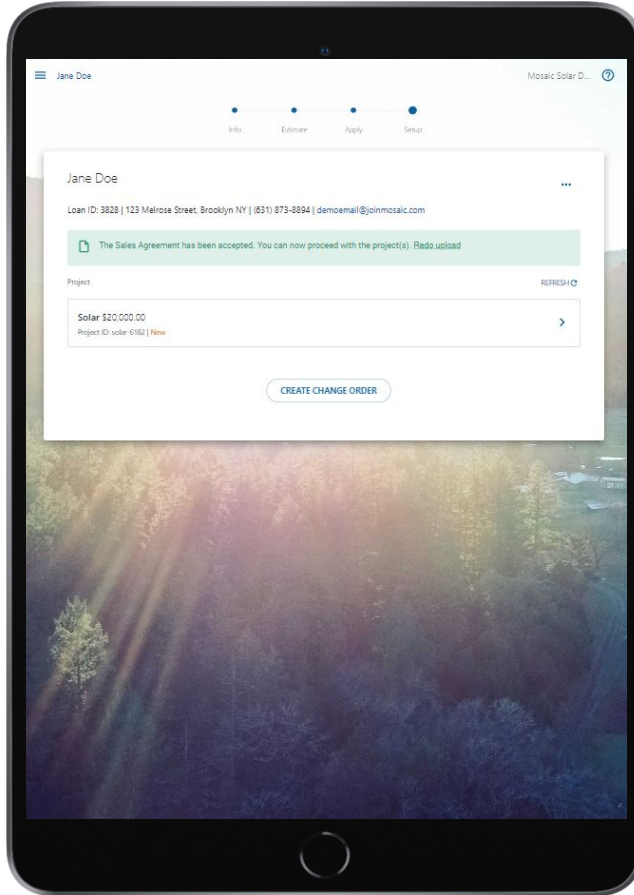 Jane Doe
Mosaic Solar D...
Info Estimate Apply Setup
Jane Doe
Loan ID: 3828 | 123 Melrose Street, Brooklyn NY | (631) 873-8894 | demoemail@joinmosaic.com
The Sales Agreement has been accepted. You can now proceed with the project(s). Redo upload
Project
REFRESH
Solar $20,000.00
Project ID: solar-6182 | New
CREATE CHANGE ORDER